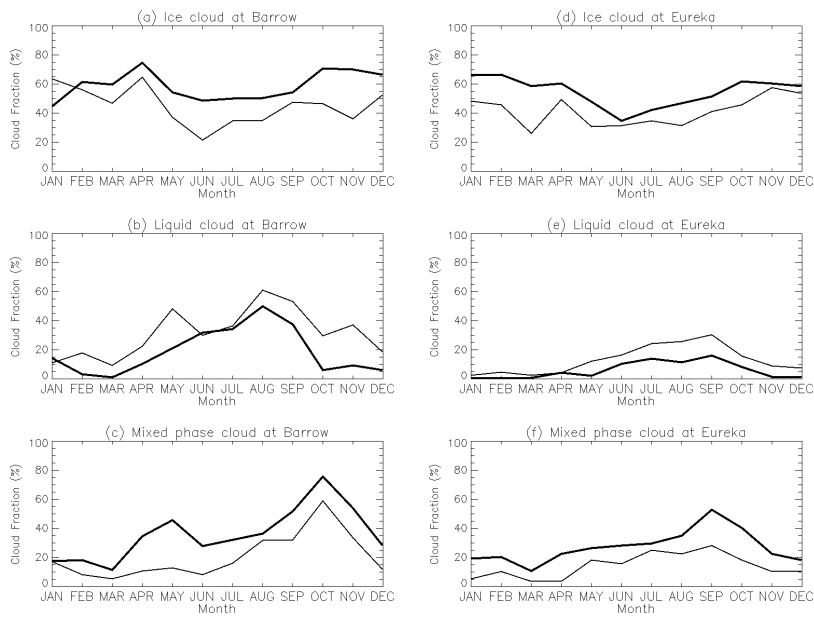 (a) Ice cloud at Barrow
100
80
60
40
20
0
Cloud Fraction (%)
JAN FEB MAR APR MAY JUN JUL AUG SEP OCT NOV DEC
Month
(d) Ice cloud at Eureka
100
80
60
40
20
0
Cloud Fraction (%)
JAN FEB MAR APR MAY JUN JUL AUG SEP OCT NOV DEC
Month
(b) Liquid cloud at Barrow
100
80
60
40
20
0
Cloud Fraction (%)
JAN FEB MAR APR MAY JUN JUL AUG SEP OCT NOV DEC
Month
(e) Liquid cloud at Eureka
100
80
60
40
20
0
Cloud Fraction (%)
JAN FEB MAR APR MAY JUN JUL AUG SEP OCT NOV DEC
Month
(c) Mixed phase cloud at Barrow
100
80
60
40
20
0
Cloud Fraction (%)
JAN FEB MAR APR MAY JUN JUL AUG SEP OCT NOV DEC
Month
(f) Mixed phase cloud at Eureka
100
80
60
40
20
0
Cloud Fraction (%)
JAN FEB MAR APR MAY JUN JUL AUG SEP OCT NOV DEC
Month